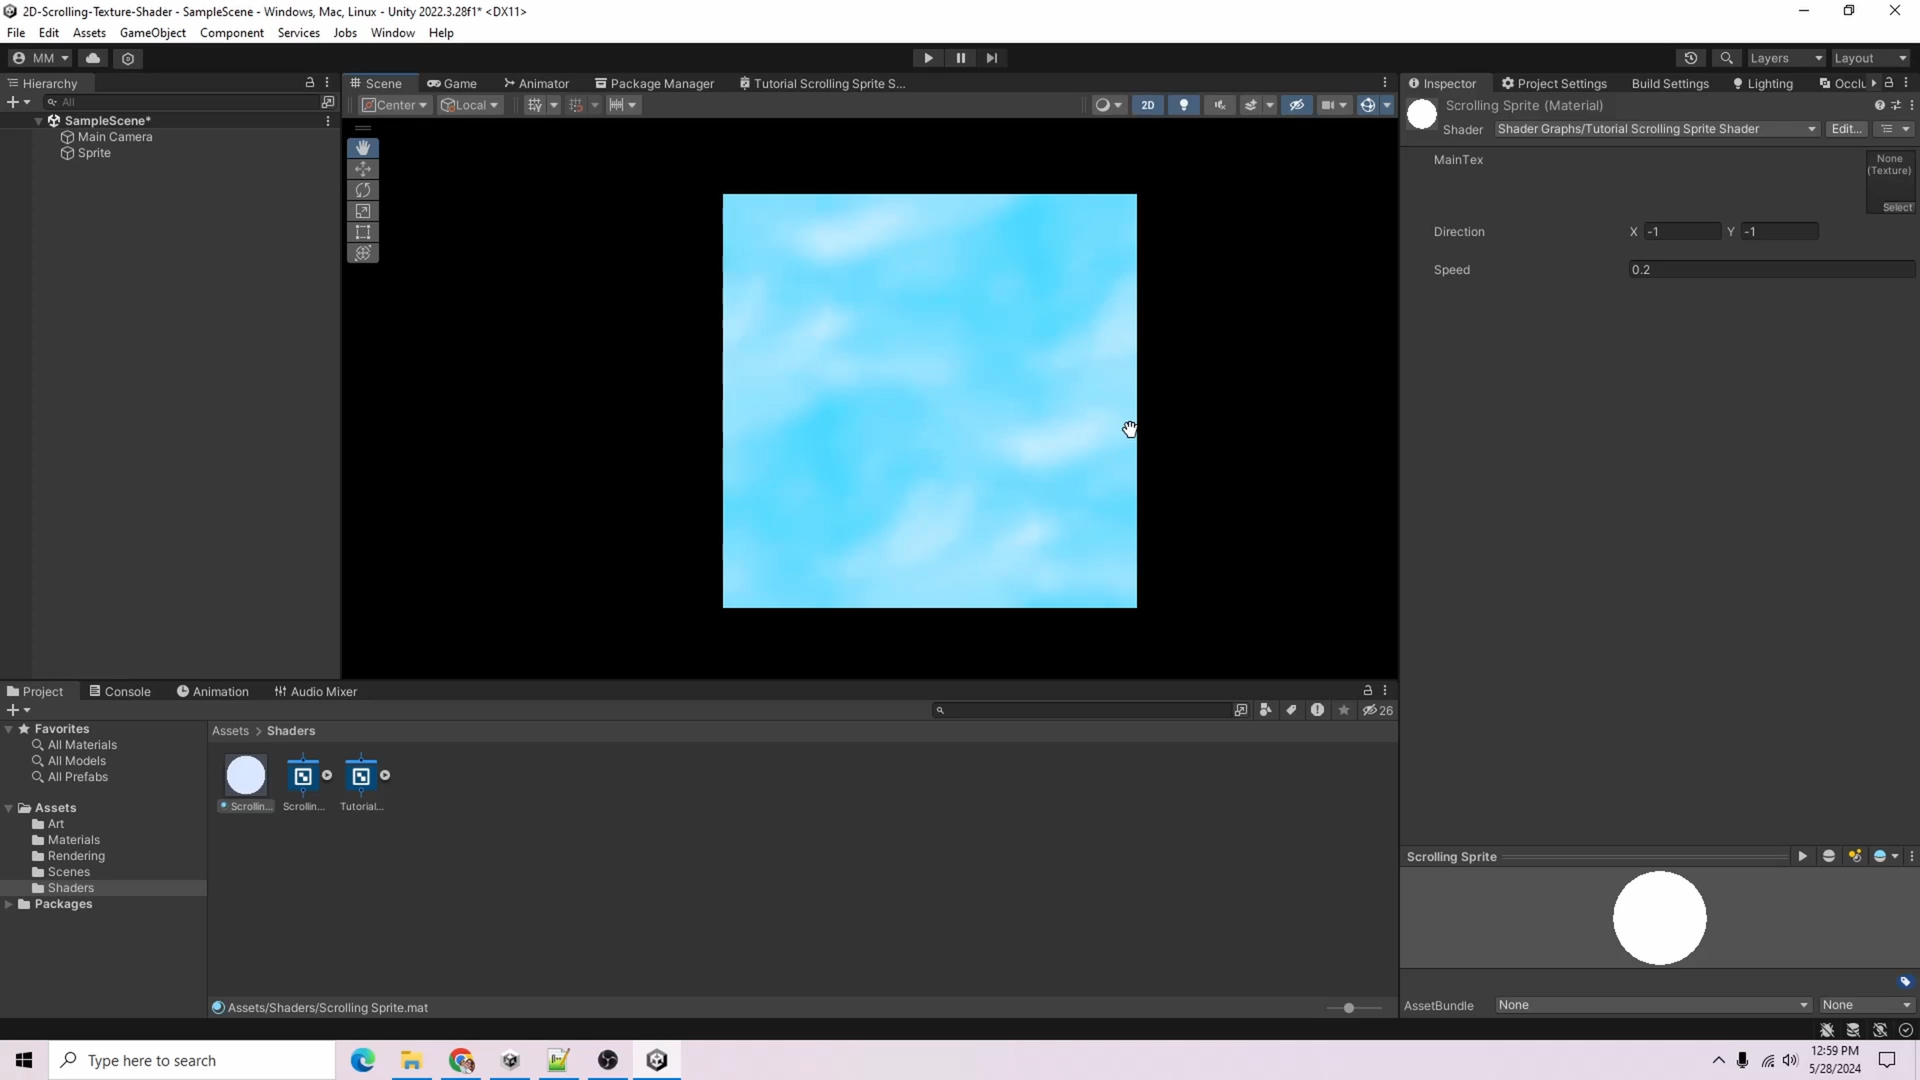 2D-Scrolling-Texture-Shader - SampleScene - Windows, Mac, Linux - Unity 2022.3.28f1* <DX11>
File Edit Assets GameObject Component Services Jobs Window Help
MM Layers Layout
Hierarchy Scene Game Animator Package Manager Tutorial Scrolling Sprite S... Inspector Project Settings Build Settings Lighting Occlu
All Center Local 2D Scrolling Sprite (Material)
SampleScene*
Shader Shader Graphs/Tutorial Scrolling Sprite Shader Edit...
Main Camera
Sprite
MainTex None
(Texture)
Select
Direction X -1 Y -1
Speed 0.2
Project Console Animation Audio Mixer
26
Favorites Assets > Shaders
All Materials
All Models
All Prefabs
Scrollin... Scrollin... Tutorial...
Assets
Art
Materials
Rendering
Scenes
Shaders
Packages
Scrolling Sprite
Assets/Shaders/Scrolling Sprite.mat
AssetBundle None None
Type here to search
12:59 PM
5/28/2024